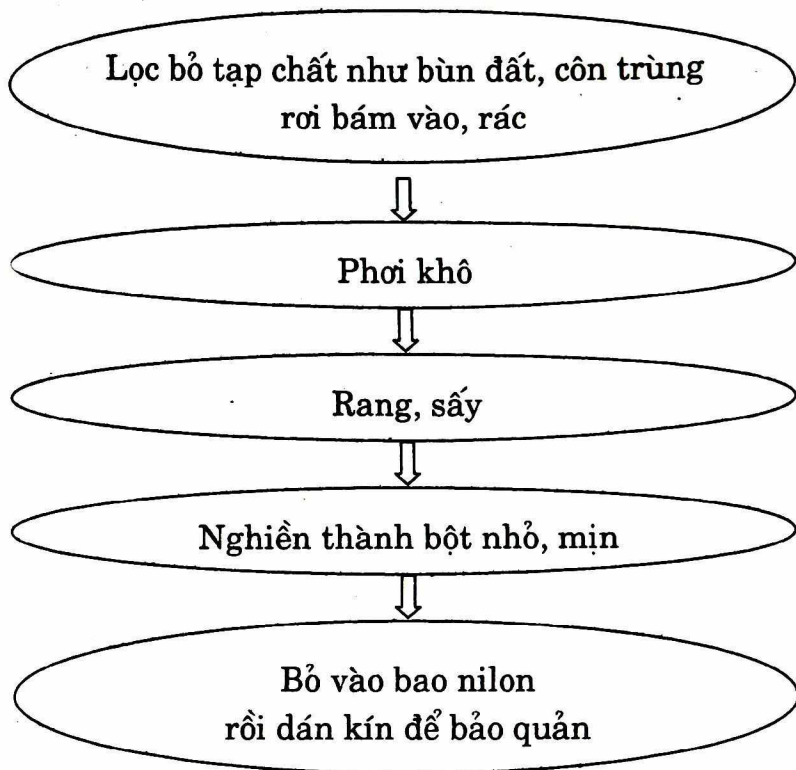 Lọc bỏ tạp chất như bùn đất, côn trùng
rơi bám vào, rác
Phơi khô
Rang, sấy
Nghiền thành bột nhỏ, mịn
Bỏ vào bao nilon
rồi dán kín để bảo quản